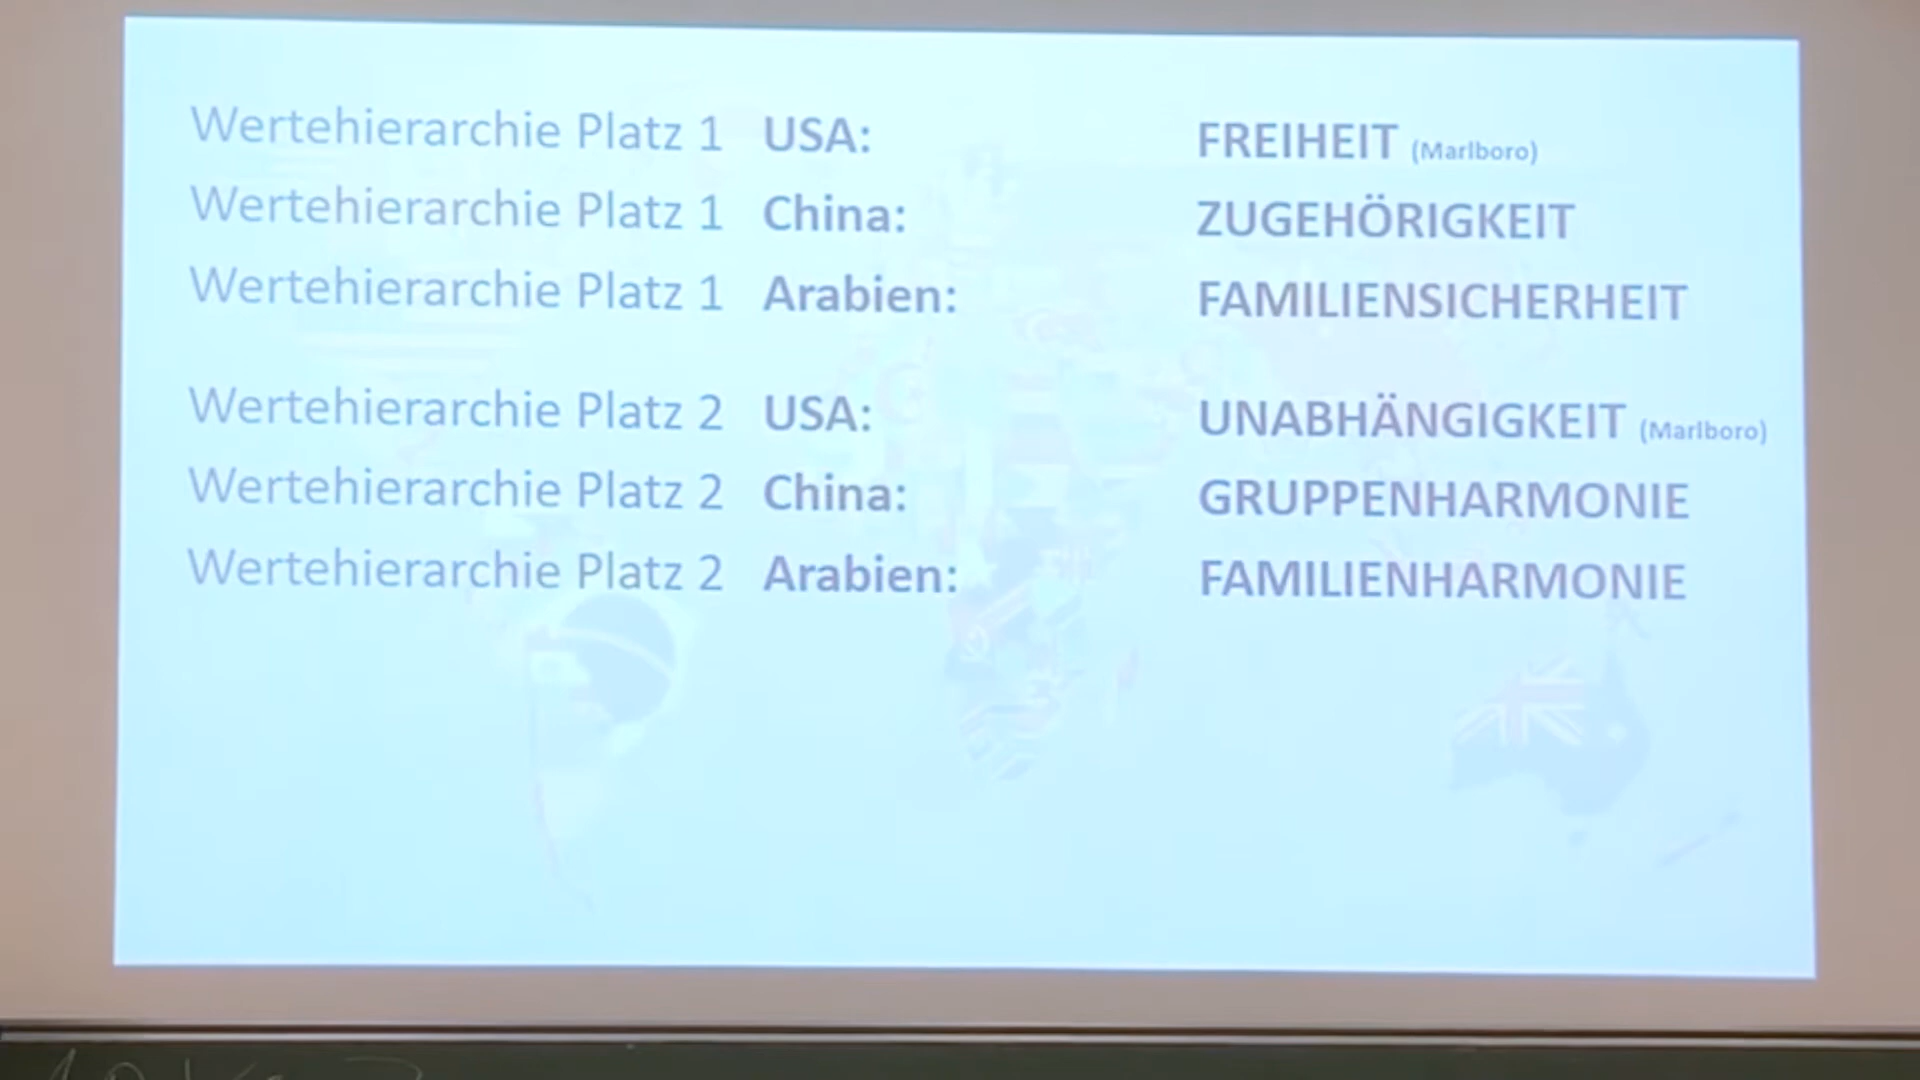 Wertehierarchie Platz 1 USA: FREIHEIT (Marlboro)
Wertehierarchie Platz 1 China: ZUGEHÖRIGKEIT
Wertehierarchie Platz 1 Arabien: FAMILIENSICHERHEIT
Wertehierarchie Platz 2 USA: UNABHÄNGIGKEIT (Marlboro)
Wertehierarchie Platz 2 China: GRUPPENHARMONIE
Wertehierarchie Platz 2 Arabien: FAMILIENHARMONIE